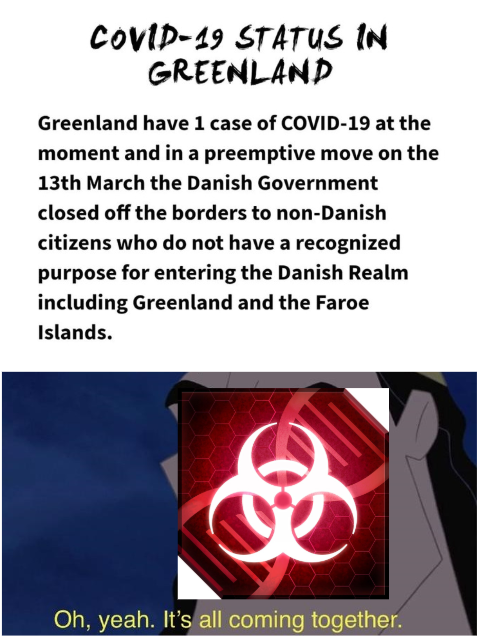 COVID-19 STATUS IN
GREENLAND
Greenland have 1 case of COVID-19 at the
moment and in a preemptive move on the
13th March the Danish Government
closed off the borders to non-Danish
citizens who do not have a recognized
purpose for entering the Danish Realm
including Greenland and the Faroe
Islands.
Oh, yeah. It's all coming together.